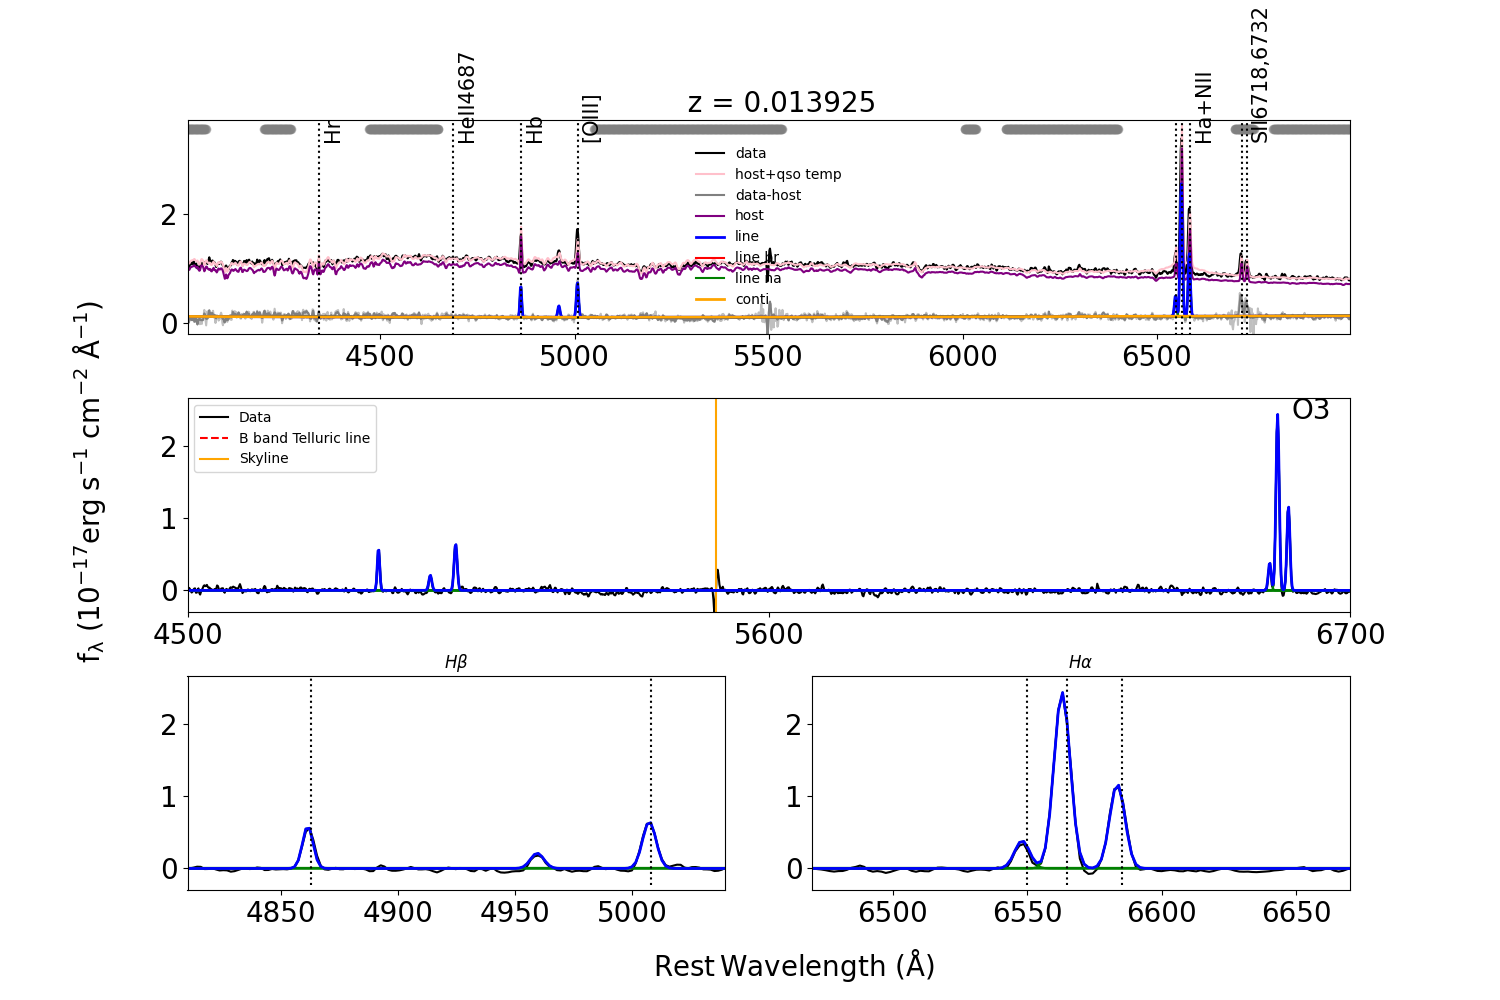 z = 0.013925
Hr
HeII4687
Hb
[OIII]
Ha+NII
SII6718,6732
data
host+qso temp
data-host
host
line
line br
line na
conti
2
0
4500
5000
5500
6000
6500
fλ (10⁻¹⁷erg s⁻¹ cm⁻² Å⁻¹)
Data
B band Telluric line
Skyline
O3
2
1
0
4500
5600
6700
Hβ
2
1
0
4850
4900
4950
5000
Hα
2
1
0
6500
6550
6600
6650
Rest Wavelength (Å)